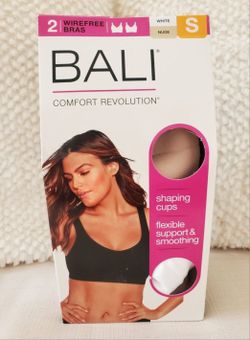 2 WIREFREE
BRAS
WHITE
NUDE
S
BALI®
COMFORT REVOLUTION®
shaping
cups
flexible
support &
smoothing